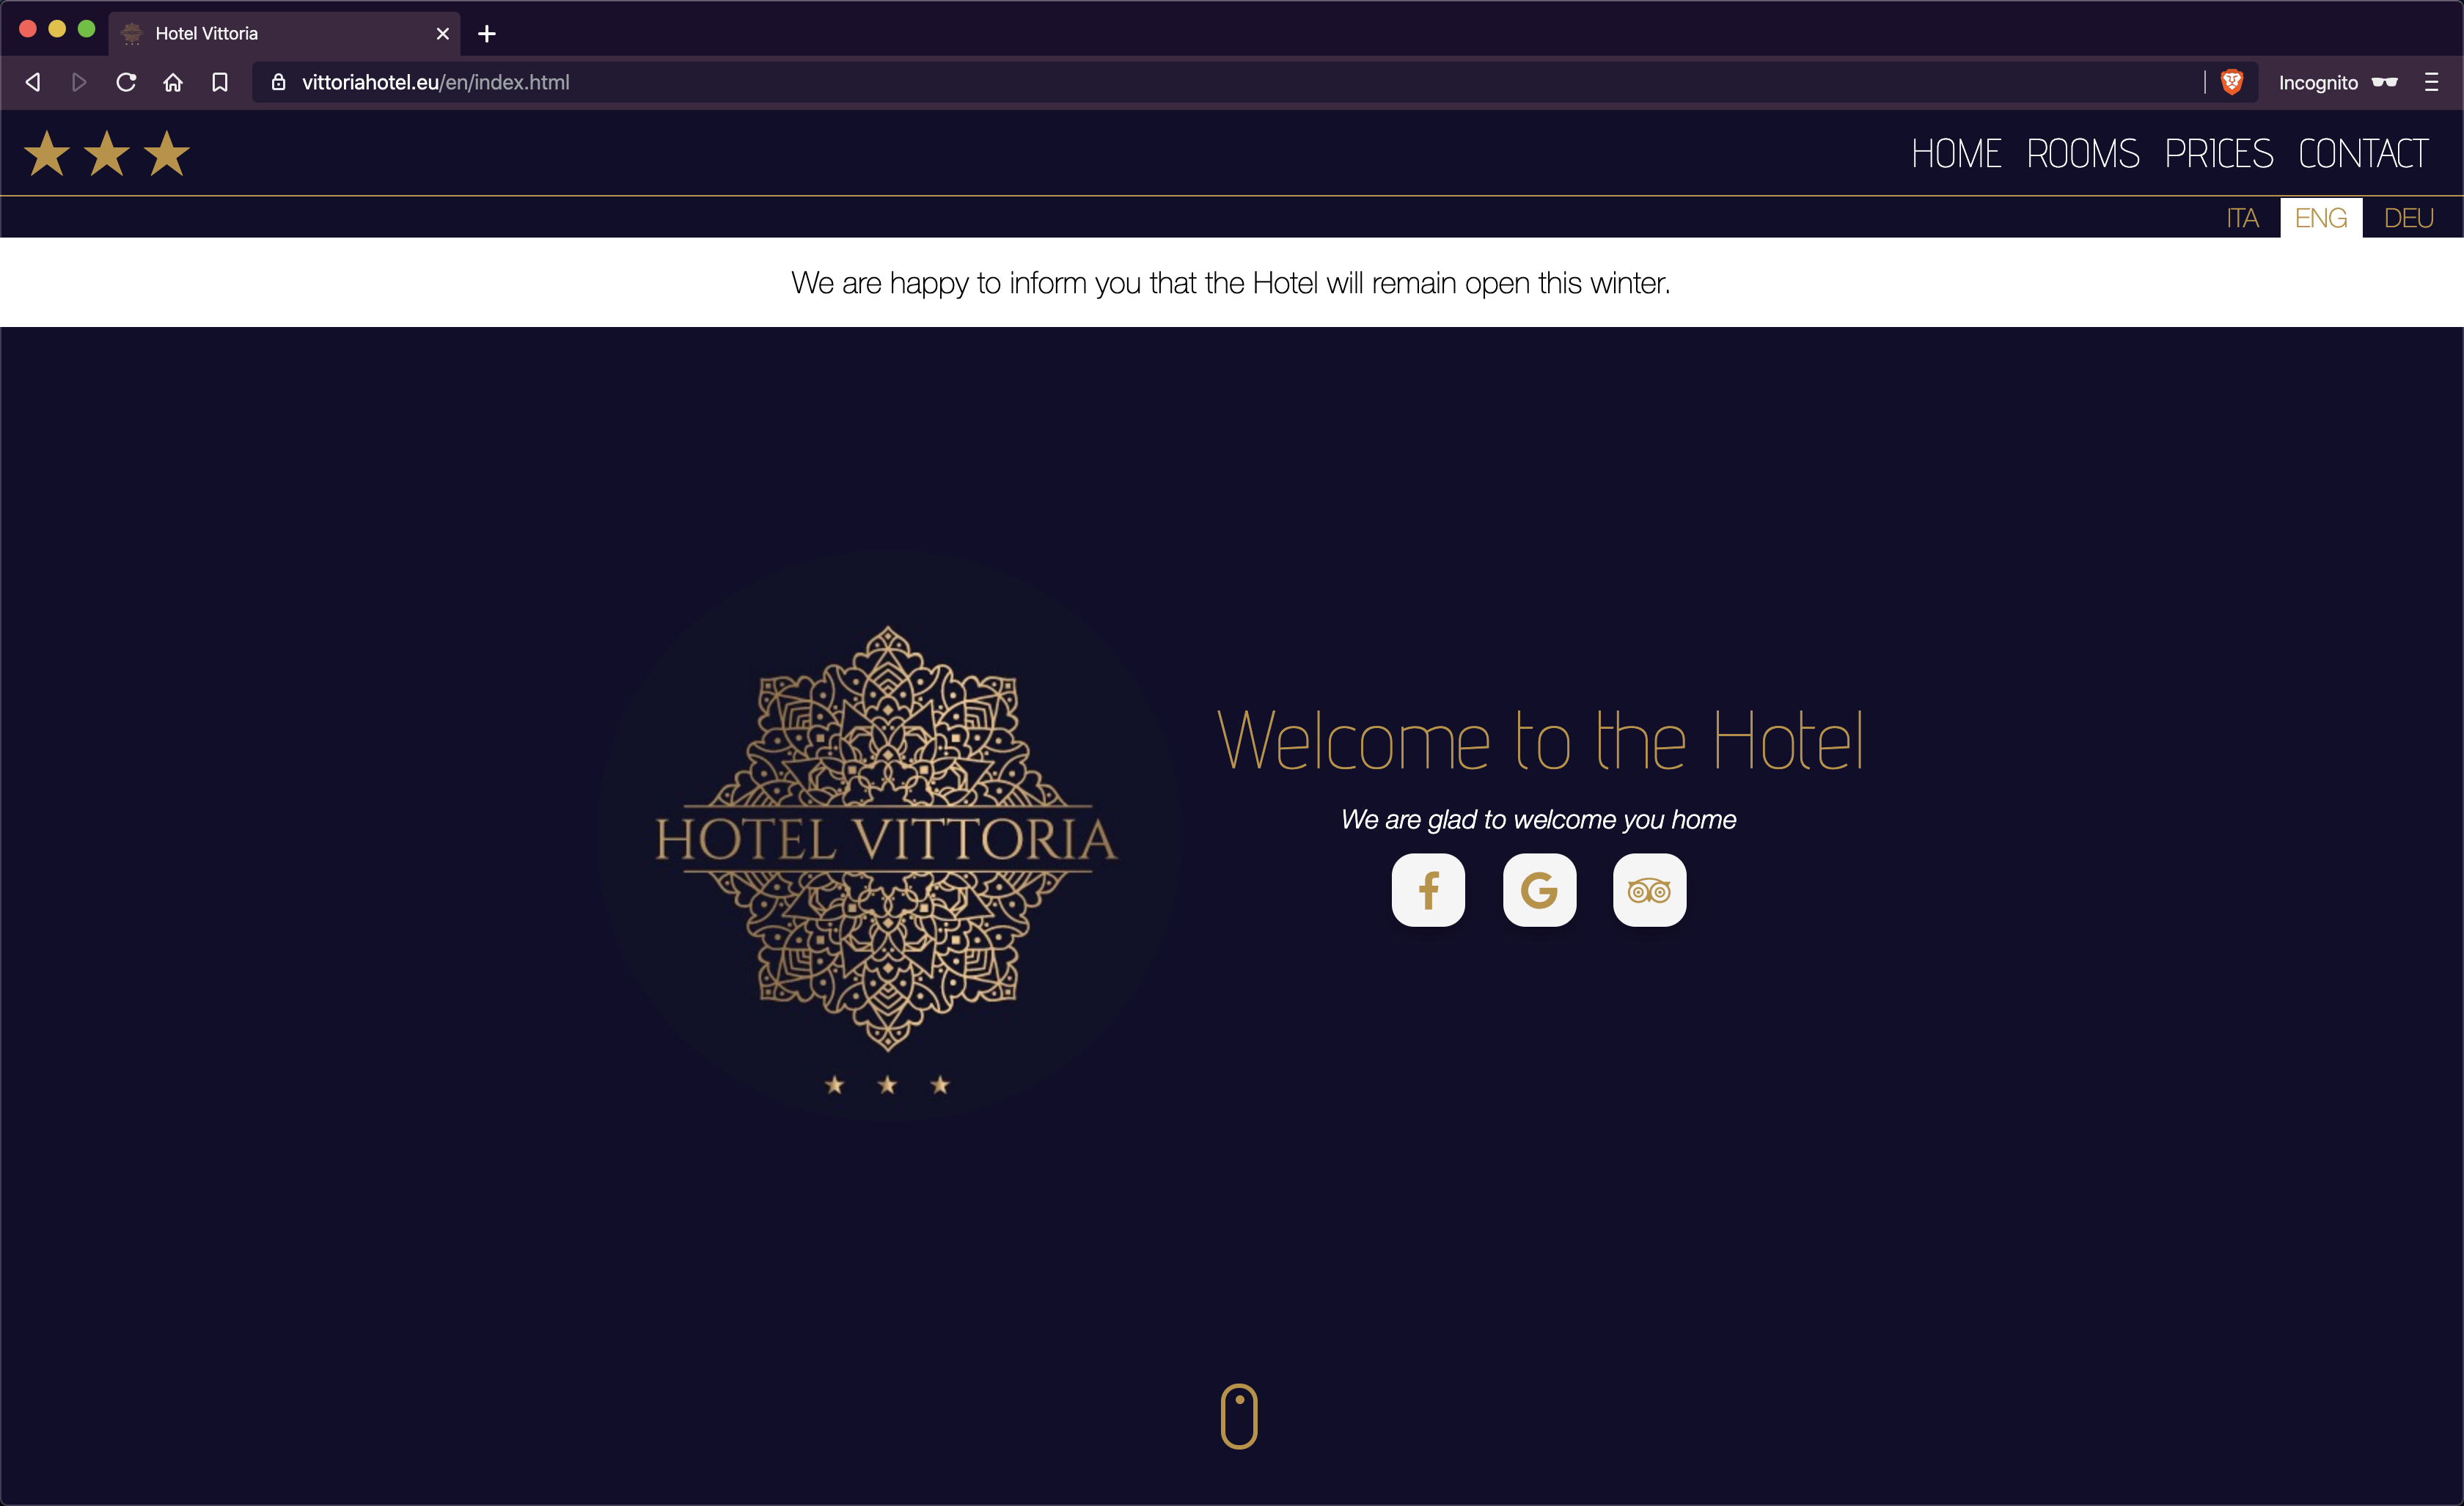 Hotel Vittoria
vittoriahotel.eu/en/index.html
Incognito
HOME ROOMS PRICES CONTACT
ITA ENG DEU
We are happy to inform you that the Hotel will remain open this winter.
HOTEL VITTORIA
Welcome to the Hotel
We are glad to welcome you home